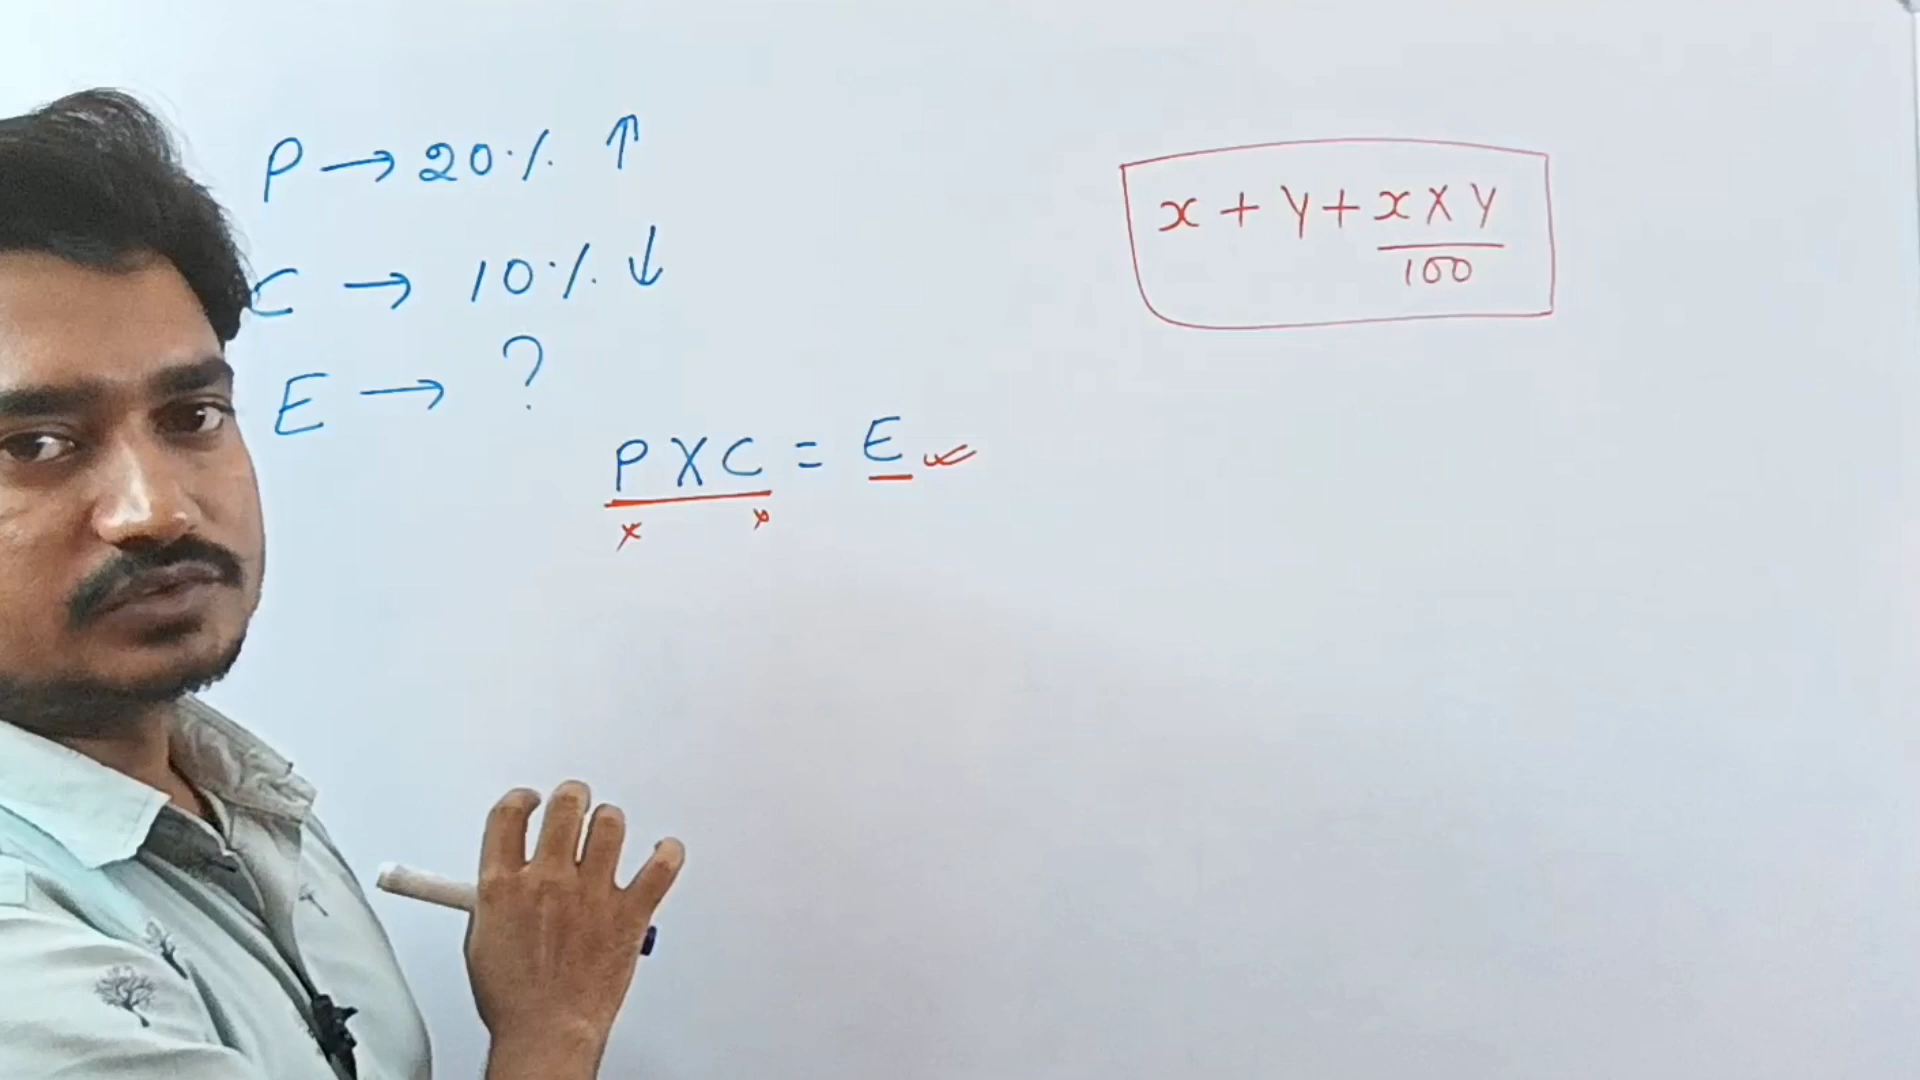 P → 20% ↑
C → 10% ↓
E → ?
P X C = E ✓
x x
x + y + x X y
100